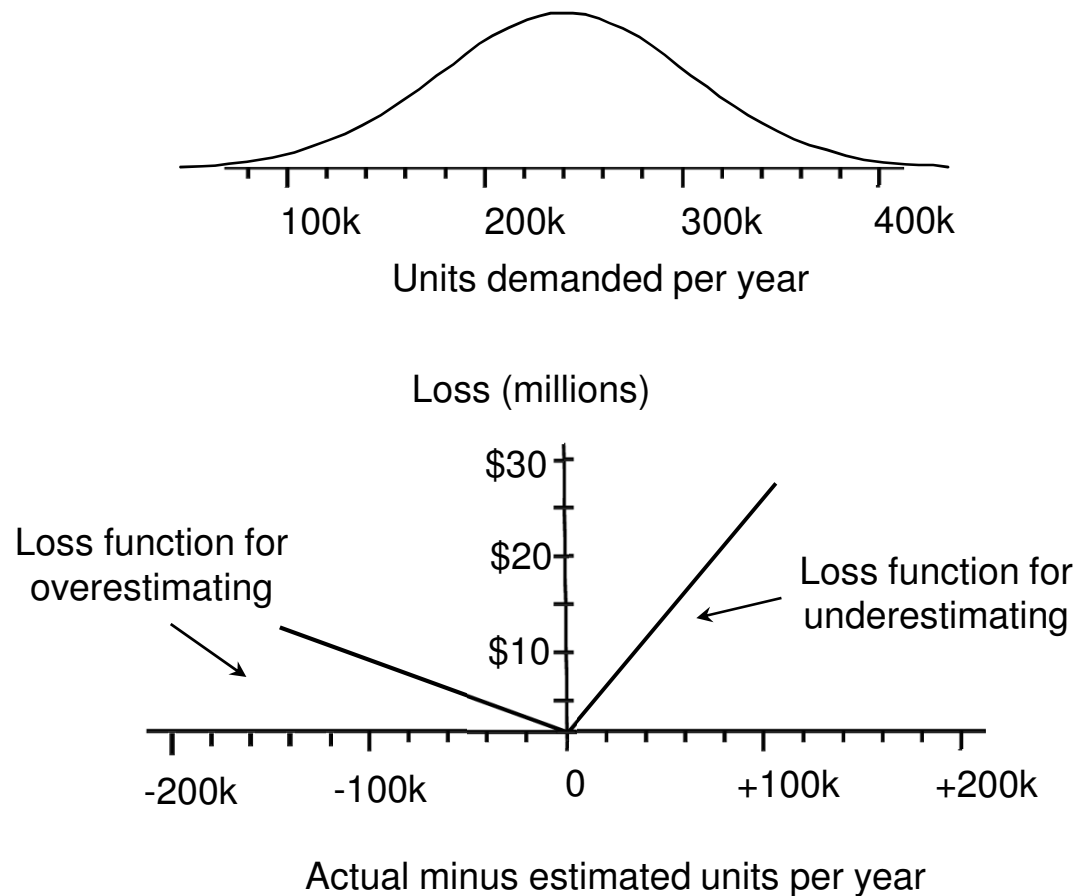 100k 200k 300k 400k
Units demanded per year
Loss (millions)
$30
$20
$10
Loss function for
overestimating
Loss function for
underestimating
-200k -100k 0 +100k +200k
Actual minus estimated units per year